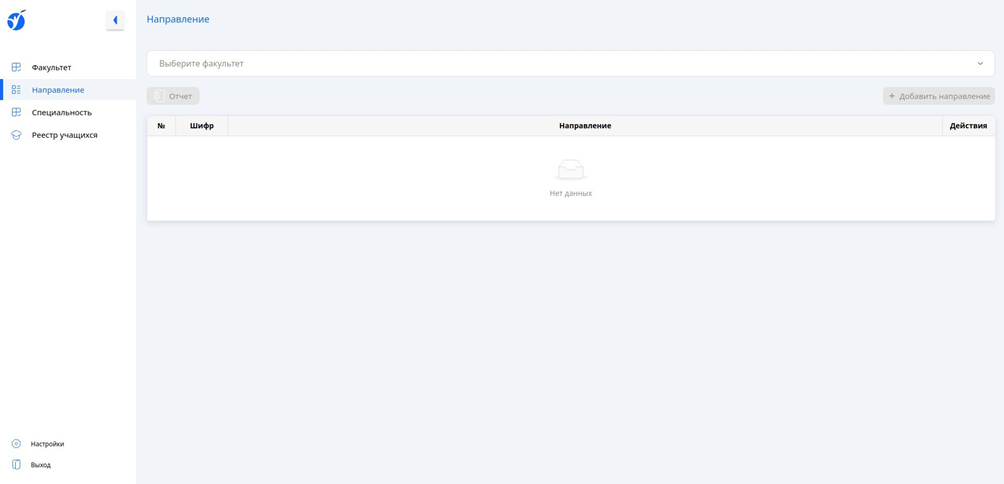 Направление
Факультет
Направление
Специальность
Реестр учащихся
Выберите факультет
Отчет
+ Добавить направление
№ Шифр Направление Действия
Нет данных
Настройки
Выход